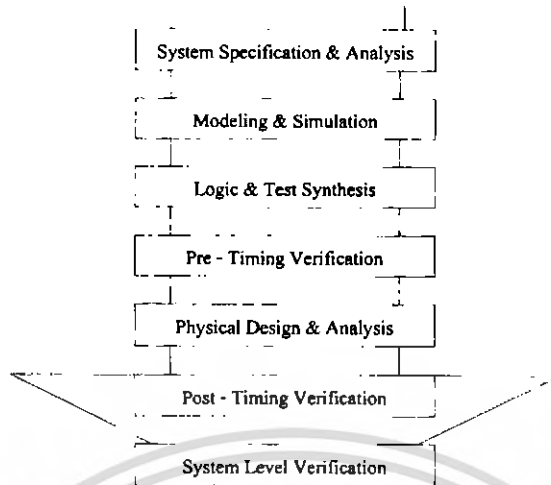 System Specification & Analysis
Modeling & Simulation
Logic & Test Synthesis
Pre - Timing Verification
Physical Design & Analysis
Post - Timing Verification
System Level Verification